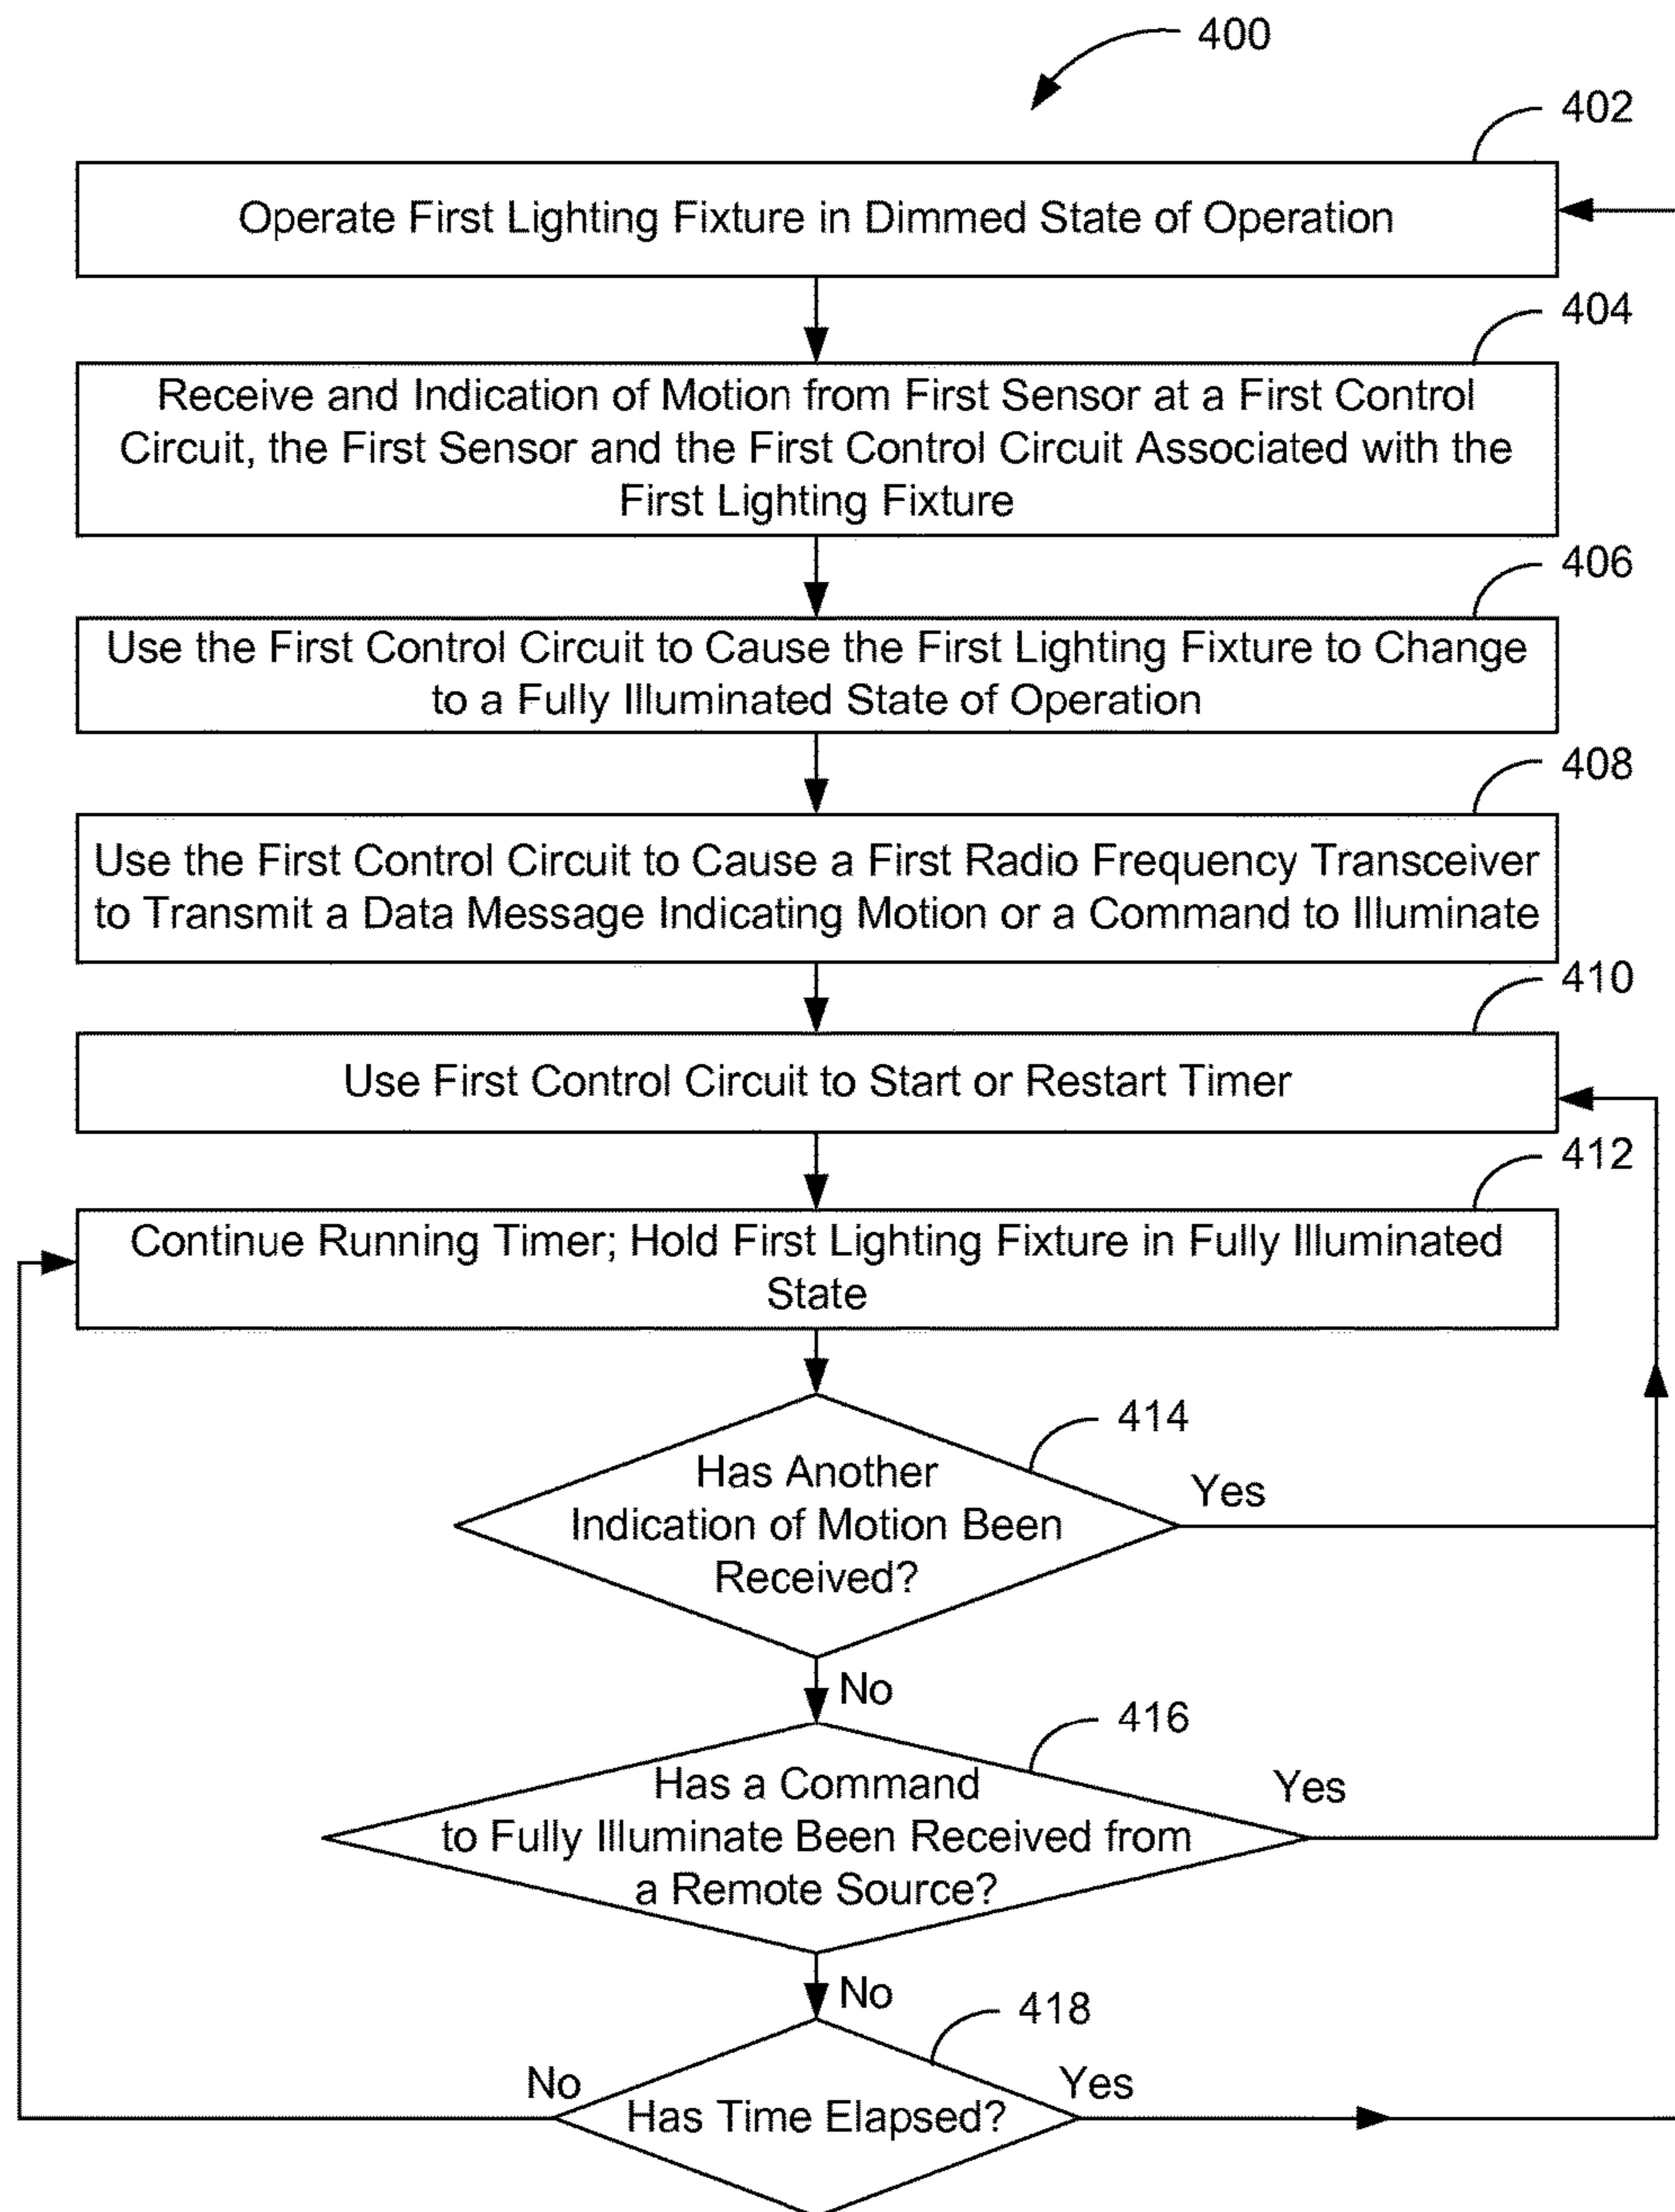 400
402
Operate First Lighting Fixture in Dimmed State of Operation
404
Receive and Indication of Motion from First Sensor at a First Control
Circuit, the First Sensor and the First Control Circuit Associated with the
First Lighting Fixture
406
Use the First Control Circuit to Cause the First Lighting Fixture to Change
to a Fully Illuminated State of Operation
408
Use the First Control Circuit to Cause a First Radio Frequency Transceiver
to Transmit a Data Message Indicating Motion or a Command to Illuminate
410
Use First Control Circuit to Start or Restart Timer
412
Continue Running Timer; Hold First Lighting Fixture in Fully Illuminated
State
414
Has Another
Indication of Motion Been
Received?
Yes
No
416
Has a Command
to Fully Illuminate Been Received from
a Remote Source?
Yes
No
418
Has Time Elapsed?
No
Yes